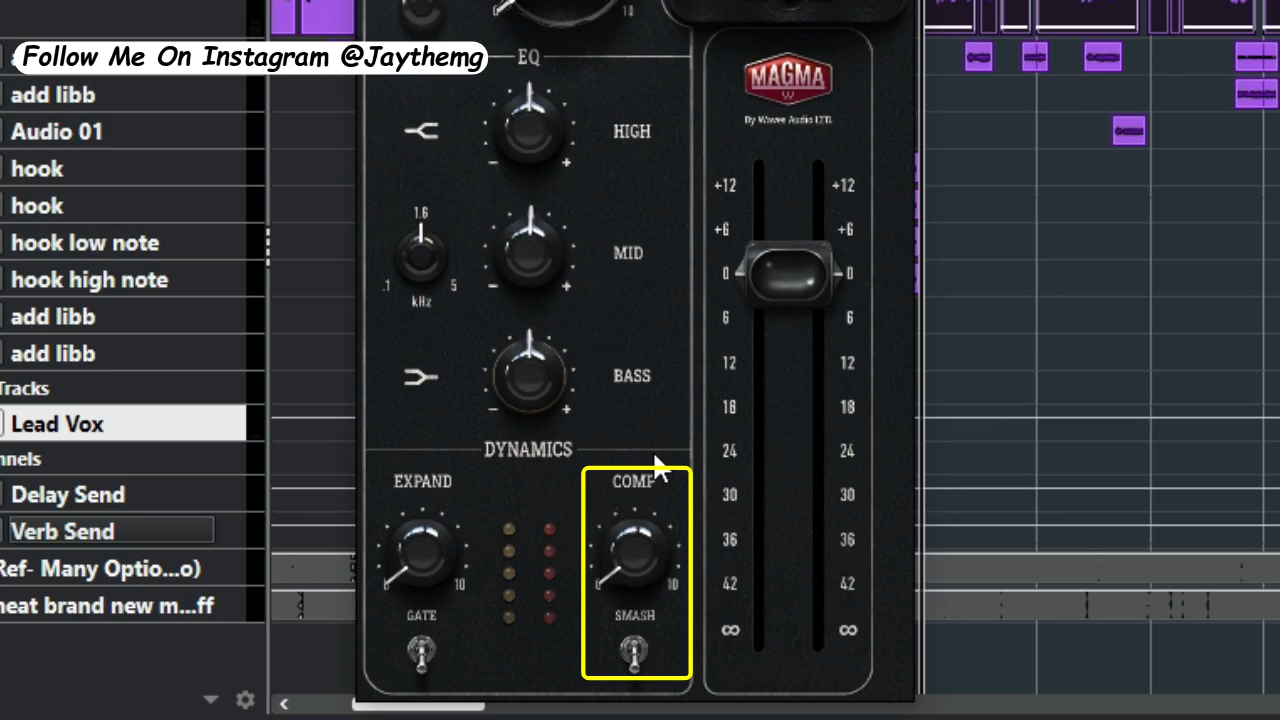 10
Follow Me On Instagram @Jaythemg
EQ
add libb
Audio 01
hook
hook
hook low note
hook high note
add libb
add libb
Tracks
Lead Vox
nnels
Delay Send
Verb Send
Ref- Many Optio...o)
neat brand new m...ff
HIGH
1.6
MID
.1 5
kHz
BASS
DYNAMICS
EXPAND
COMP
0 10
0 10
GATE
SMASH
MAGMA
By Waves Audio LTD.
+12 +12
+6 +6
0 0
6 6
12 12
18 18
24 24
30 30
36 36
42 42
∞ ∞